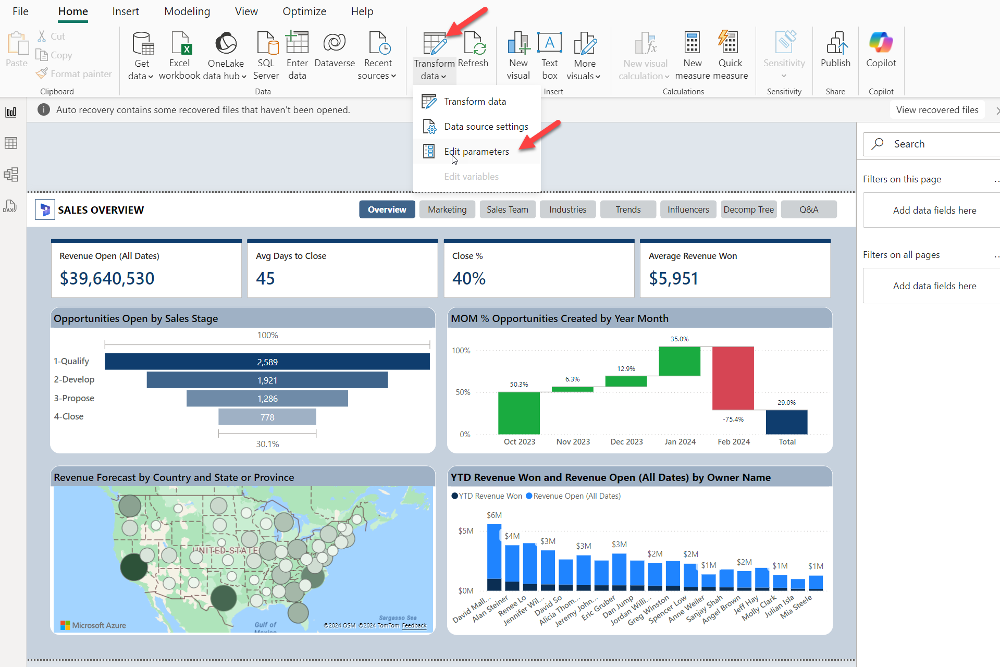 File Home Insert Modeling View Optimize Help
Paste
Cut
Copy
Format painter
Clipboard
Get data
Excel workbook
OneLake data hub
SQL Server
Enter data
Dataverse
Recent sources
Data
Transform data
Refresh
New visual
Text box
A
More visuals
Insert
New visual calculation
New measure
Quick measure
Calculations
Sensitivity
Sensitivity
Publish
Share
Copilot
Copilot
Transform data
Data source settings
Edit parameters
Edit variables
Auto recovery contains some recovered files that haven't been opened.
View recovered files
DAX
Search
Filters on this page
Add data fields here
Filters on all pages
Add data fields here
SALES OVERVIEW
Overview Marketing Sales Team Industries Trends Influencers Decomp Tree Q&A
Revenue Open (All Dates)
$39,640,530
Avg Days to Close
45
Close %
40%
Average Revenue Won
$5,951
Opportunities Open by Sales Stage
100%
1-Qualify 2,589
2-Develop 1,921
3-Propose 1,286
4-Close 778
30.1%
MOM % Opportunities Created by Year Month
100%
50%
0%
50.3%
6.3%
12.9%
35.0%
-75.4%
29.0%
Oct 2023 Nov 2023 Dec 2023 Jan 2024 Feb 2024 Total
Revenue Forecast by Country and State or Province
UNITED STATES
Gulf of
Mexico
Sargasso Sea
Microsoft Azure
©2024 OSM ©2024 TomTom Feedback
YTD Revenue Won and Revenue Open (All Dates) by Owner Name
YTD Revenue Won Revenue Open (All Dates)
$5M
$0M
$6M
$4M
$3M
$3M
$3M
$2M
$2M
$1M
$2M
$1M
$1M
David Mall...
Alan Steiner
Renee Lo
Jennifer Wil...
David So
Alicia Thom...
Jeremy John...
Eric Gruber
Dan Jump
Jordan Willi...
Greg Winston
Spencer Low
Anne Weiler
Sanjay Shah
Angel Brown
Jeff Hay
Molly Clark
Julian Isla
Mia Steele